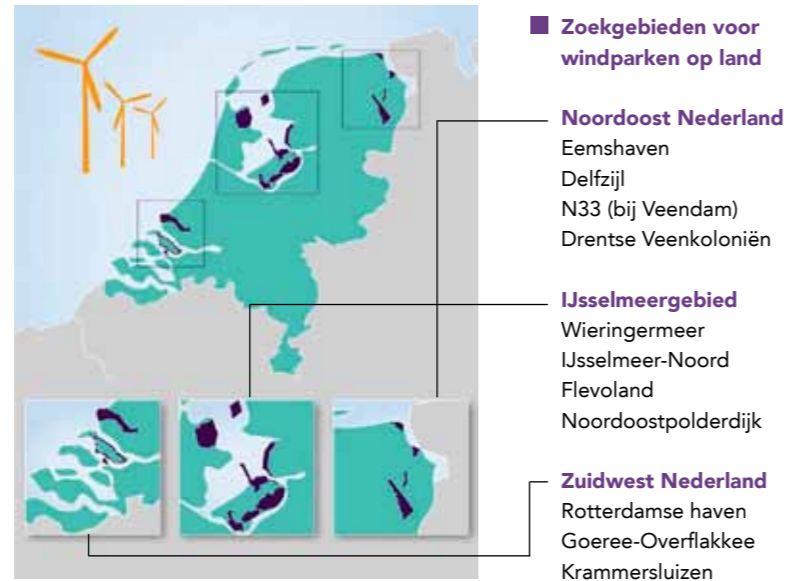 Zoekgebieden voor
windparken op land
Noordoost Nederland
Eemshaven
Delfzijl
N33 (bij Veendam)
Drentse Veenkoloniën
IJsselmeergebied
Wieringermeer
IJsselmeer-Noord
Flevoland
Noordoostpolderdijk
Zuidwest Nederland
Rotterdamse haven
Goeree-Overflakkee
Krammersluizen